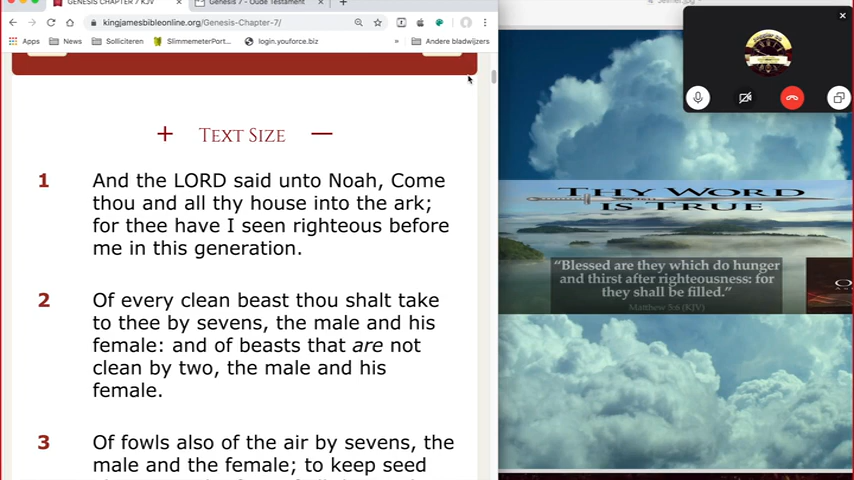 GENESIS CHAPTER 7 KJV
Genesis 7 - Oude Testament
kingjamesbibleonline.org/Genesis-Chapter-7/
Apps
News
Solliciteren
SlimmemeterPort...
login.youforce.biz
»
Andere bladwijzers
+ TEXT SIZE —
1 And the LORD said unto Noah, Come
thou and all thy house into the ark;
for thee have I seen righteous before
me in this generation.
2 Of every clean beast thou shalt take
to thee by sevens, the male and his
female: and of beasts that are not
clean by two, the male and his
female.
3 Of fowls also of the air by sevens, the
male and the female; to keep seed
THY WORD
IS TRUE
“Blessed are they which do hunger
and thirst after righteousness: for
they shall be filled.”
Matthew 5:6 (KJV)